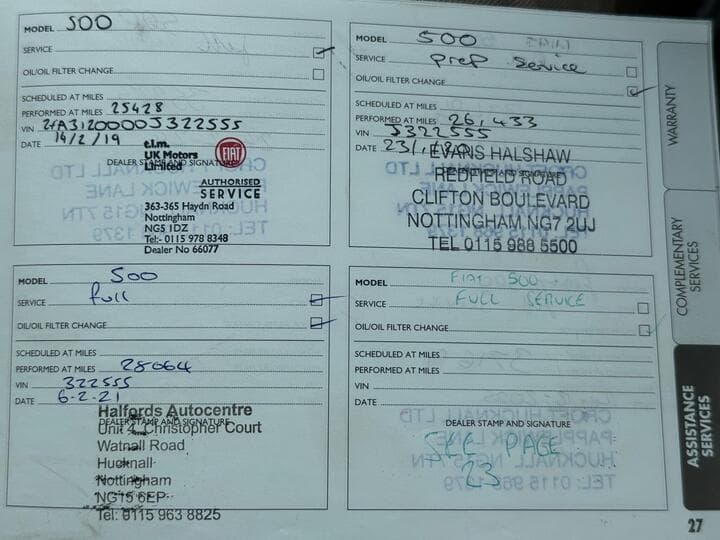 MODEL 500
SERVICE
OIL/OIL FILTER CHANGE
SCHEDULED AT MILES
PERFORMED AT MILES 25428
VIN ZFA3120000J322555
DATE 14/2/19
t.l.m.
UK Motors
Limited
FIAT
DEALER STAMP AND SIGNATURE
AUTHORISED
SERVICE
363-365 Haydn Road
Nottingham
NG5 1DZ
Tel:- 0115 978 8348
Dealer No 66077
MODEL 500
SERVICE Prep Service
OIL/OIL FILTER CHANGE
SCHEDULED AT MILES
PERFORMED AT MILES 26,433
VIN J322555
DATE 23/1/20
EVANS HALSHAW
REDFIELD ROAD
CLIFTON BOULEVARD
NOTTINGHAM NG7 2UJ
TEL 0115 988 5500
MODEL 500
SERVICE full
OIL/OIL FILTER CHANGE
SCHEDULED AT MILES
PERFORMED AT MILES 28064
VIN 322555
DATE 6-2-21
Halfords Autocentre
DEALER STAMP AND SIGNATURE
Unit 4, Christopher Court
Watnall Road
Hucknall
Nottingham
NG15 6EP
Tel: 0115 963 8825
MODEL FIAT 500
SERVICE FULL SERVICE
OIL/OIL FILTER CHANGE
SCHEDULED AT MILES
PERFORMED AT MILES
VIN
DATE
DEALER STAMP AND SIGNATURE
SEE PAGE
23
WARRANTY
COMPLEMENTARY
SERVICES
ASSISTANCE
SERVICES
27